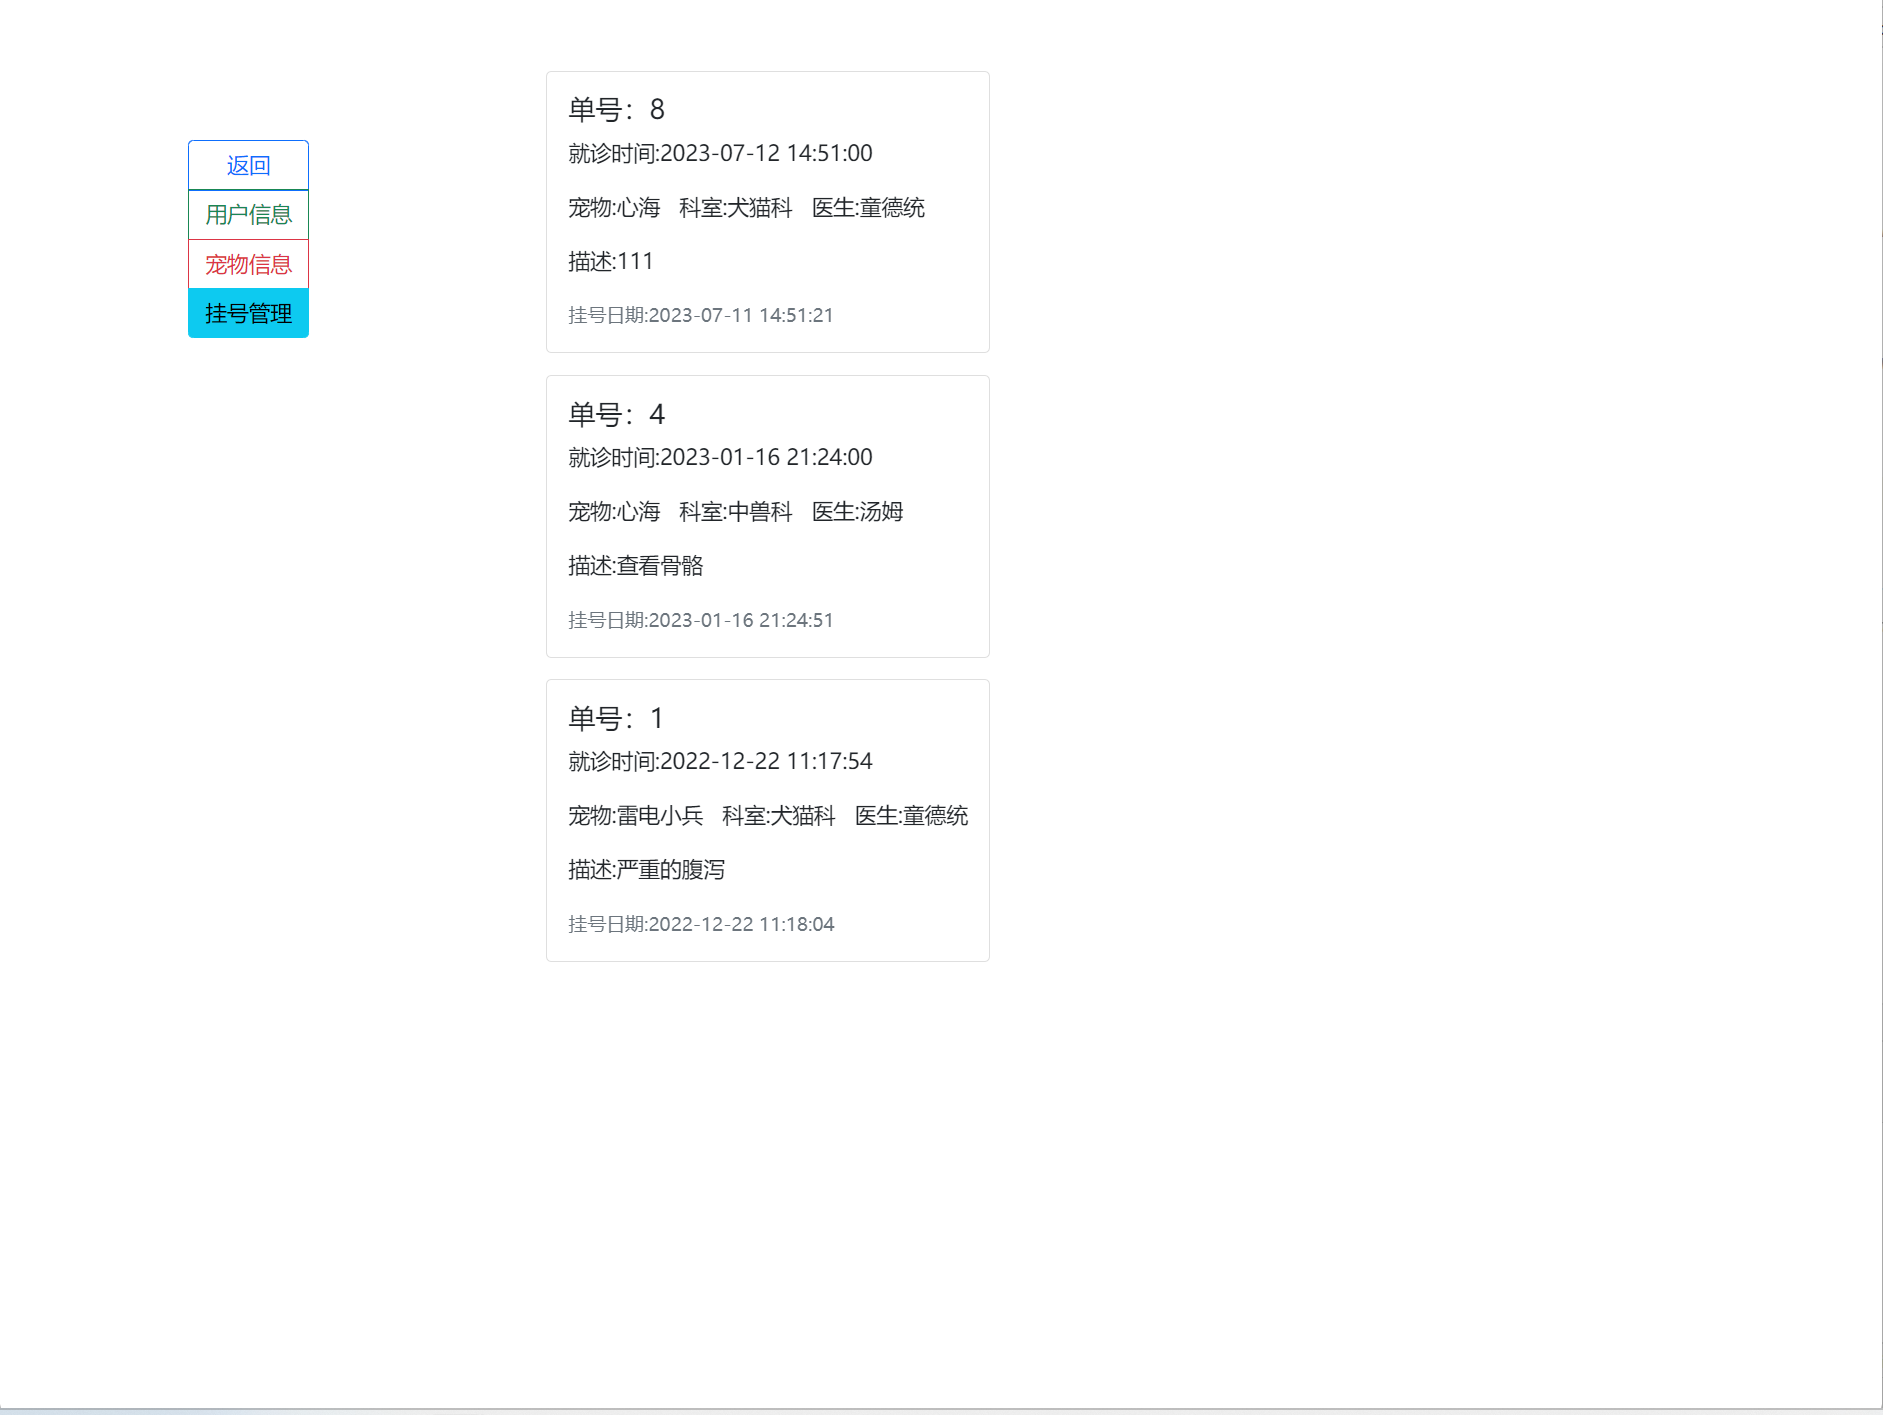 返回
用户信息
宠物信息
挂号管理
单号：8
就诊时间:2023-07-12 14:51:00
宠物:心海 科室:犬猫科 医生:童德统
描述:111
挂号日期:2023-07-11 14:51:21
单号：4
就诊时间:2023-01-16 21:24:00
宠物:心海 科室:中兽科 医生:汤姆
描述:查看骨骼
挂号日期:2023-01-16 21:24:51
单号：1
就诊时间:2022-12-22 11:17:54
宠物:雷电小兵 科室:犬猫科 医生:童德统
描述:严重的腹泻
挂号日期:2022-12-22 11:18:04